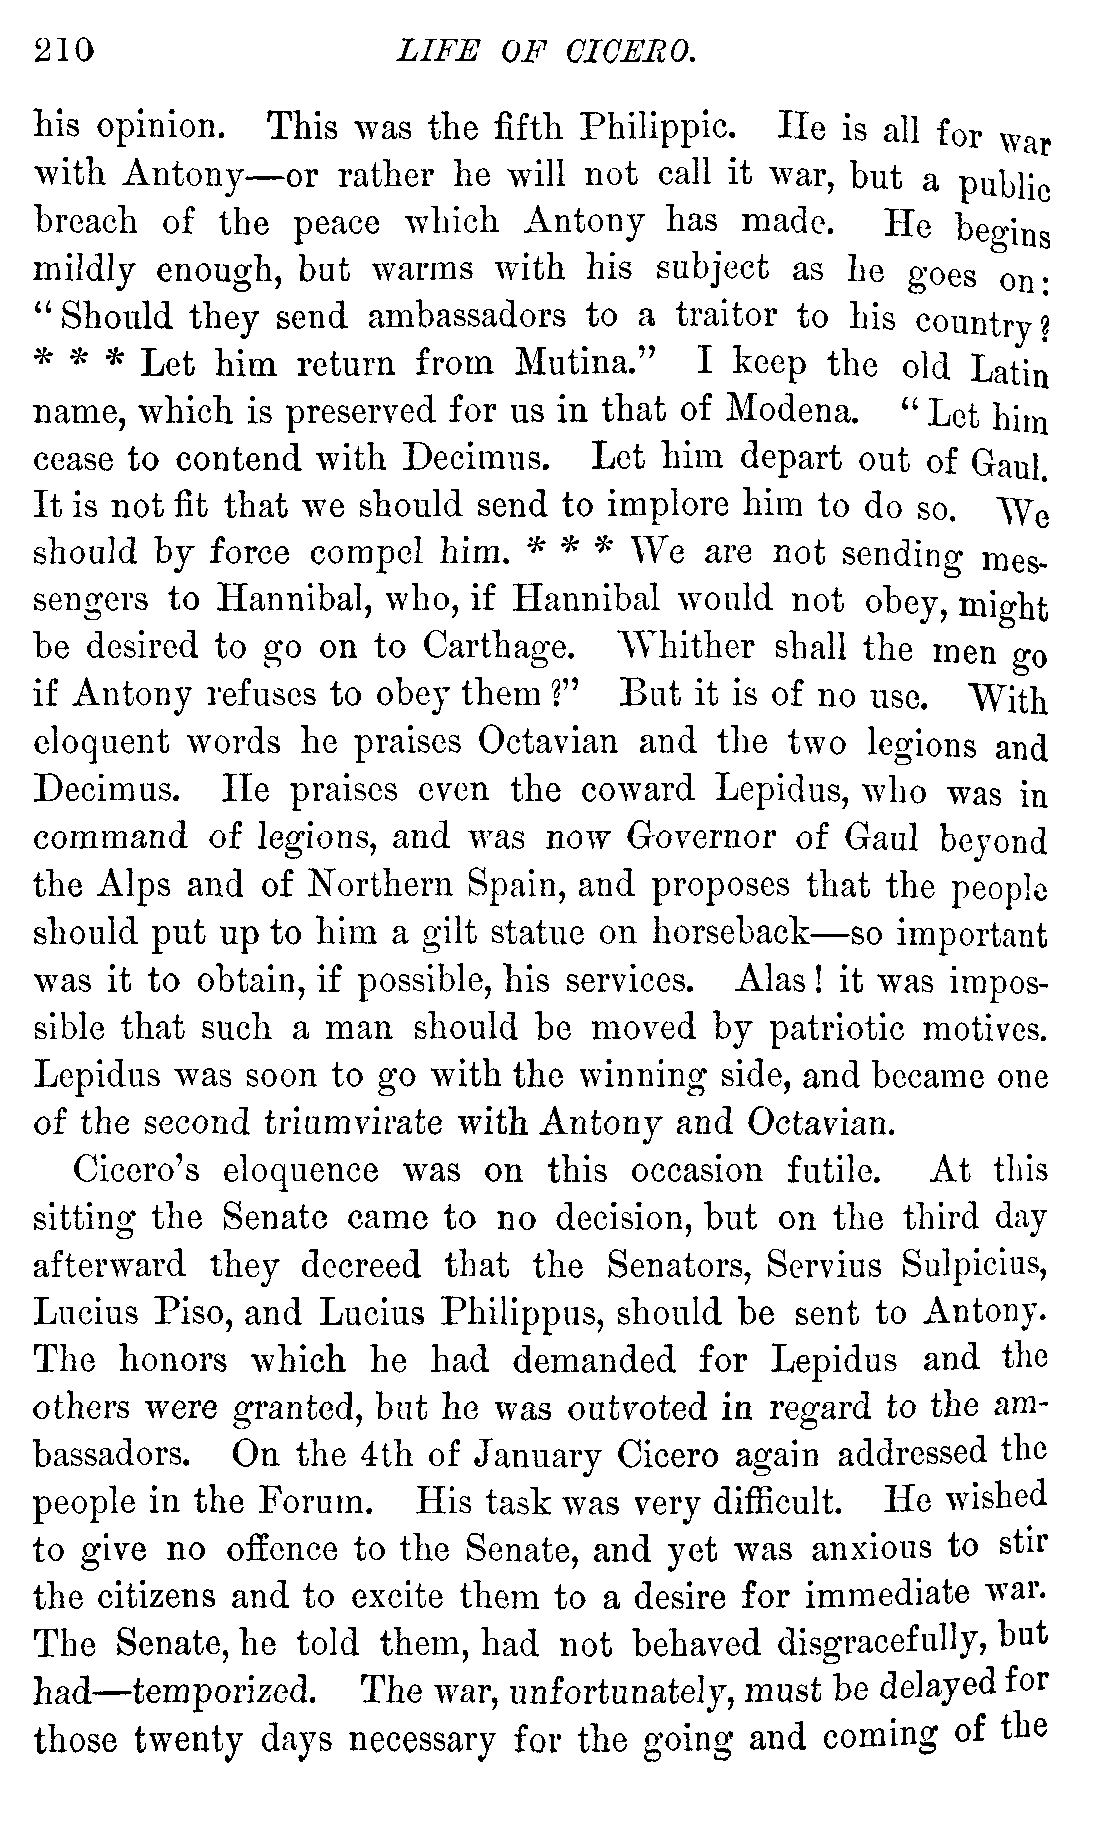 210 LIFE OF CICERO.
his opinion. This was the fifth Philippic. He is all for war
with Antony—or rather he will not call it war, but a public
breach of the peace which Antony has made. He begins
mildly enough, but warms with his subject as he goes on:
“Should they send ambassadors to a traitor to his country?
* * * Let him return from Mutina.” I keep the old Latin
name, which is preserved for us in that of Modena. “Let him
cease to contend with Decimus. Let him depart out of Gaul.
It is not fit that we should send to implore him to do so. We
should by force compel him. * * * We are not sending mes-
sengers to Hannibal, who, if Hannibal would not obey, might
be desired to go on to Carthage. Whither shall the men go
if Antony refuses to obey them?” But it is of no use. With
eloquent words he praises Octavian and the two legions and
Decimus. He praises even the coward Lepidus, who was in
command of legions, and was now Governor of Gaul beyond
the Alps and of Northern Spain, and proposes that the people
should put up to him a gilt statue on horseback—so important
was it to obtain, if possible, his services. Alas! it was impos-
sible that such a man should be moved by patriotic motives.
Lepidus was soon to go with the winning side, and became one
of the second triumvirate with Antony and Octavian.
Cicero’s eloquence was on this occasion futile. At this
sitting the Senate came to no decision, but on the third day
afterward they decreed that the Senators, Servius Sulpicius,
Lucius Piso, and Lucius Philippus, should be sent to Antony.
The honors which he had demanded for Lepidus and the
others were granted, but he was outvoted in regard to the am-
bassadors. On the 4th of January Cicero again addressed the
people in the Forum. His task was very difficult. He wished
to give no offence to the Senate, and yet was anxious to stir
the citizens and to excite them to a desire for immediate war.
The Senate, he told them, had not behaved disgracefully, but
had—temporized. The war, unfortunately, must be delayed for
those twenty days necessary for the going and coming of the